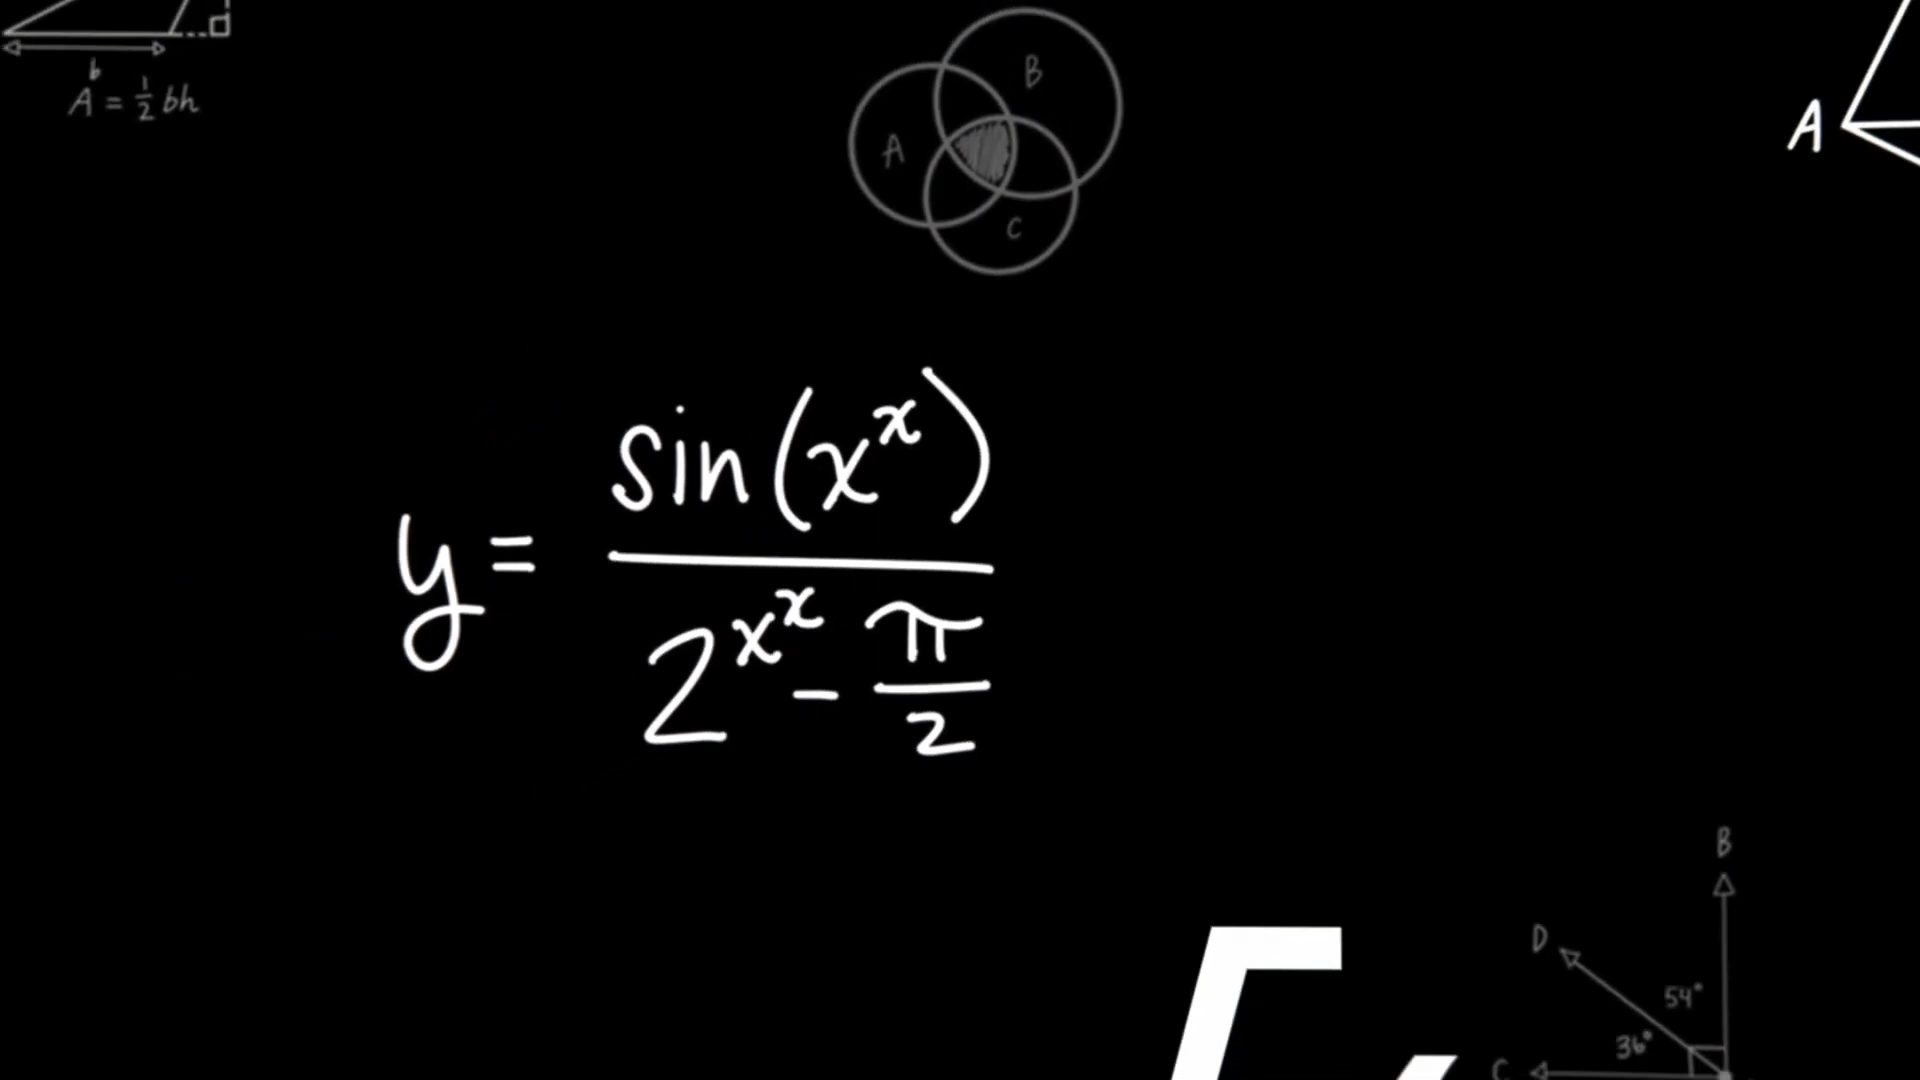 b
A = 1/2 bh
B
A
C
A
y = sin(x^x) / (2^x^x - π/2)
B
D
54°
36°
C